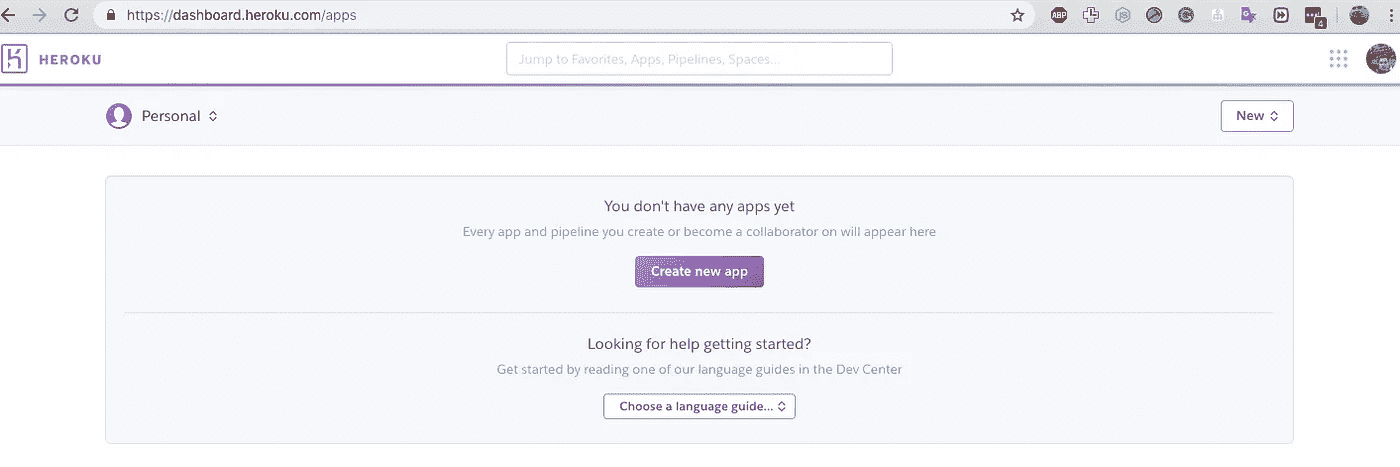 https://dashboard.heroku.com/apps
ABP
4
HEROKU
Jump to Favorites, Apps, Pipelines, Spaces...
Personal
New
You don't have any apps yet
Every app and pipeline you create or become a collaborator on will appear here
Create new app
Looking for help getting started?
Get started by reading one of our language guides in the Dev Center
Choose a language guide...